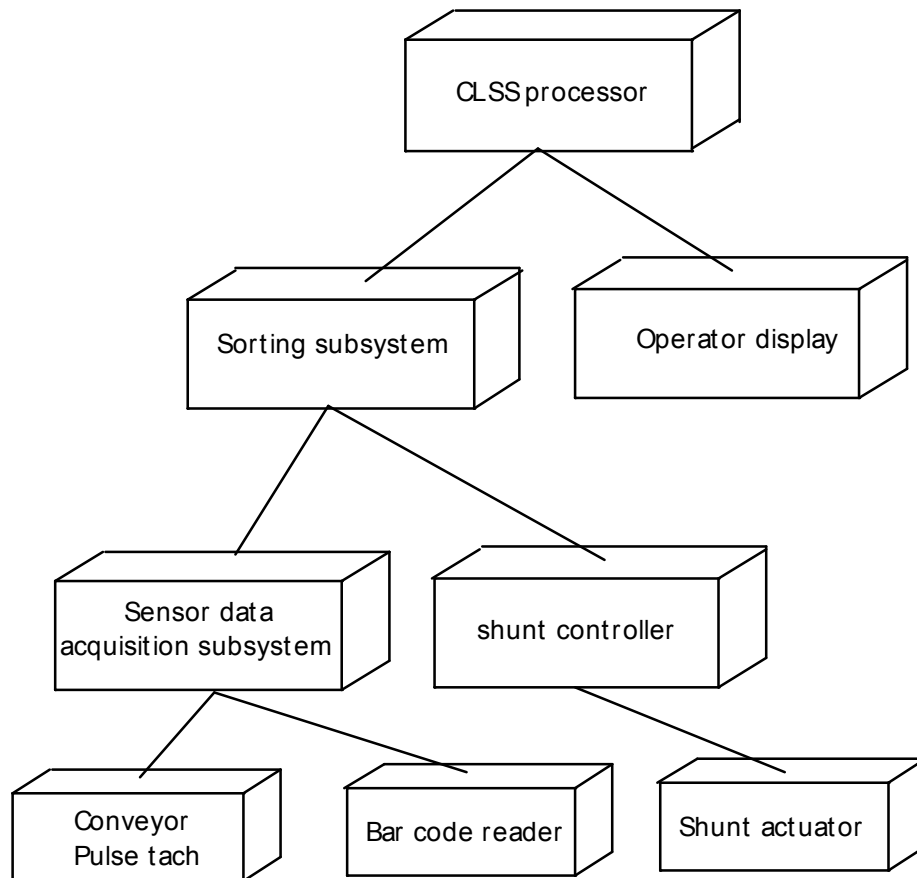 CLSS processor
Sorting subsystem
Operator display
Sensor data
acquisition subsystem
shunt controller
Conveyor
Pulse tach
Bar code reader
Shunt actuator